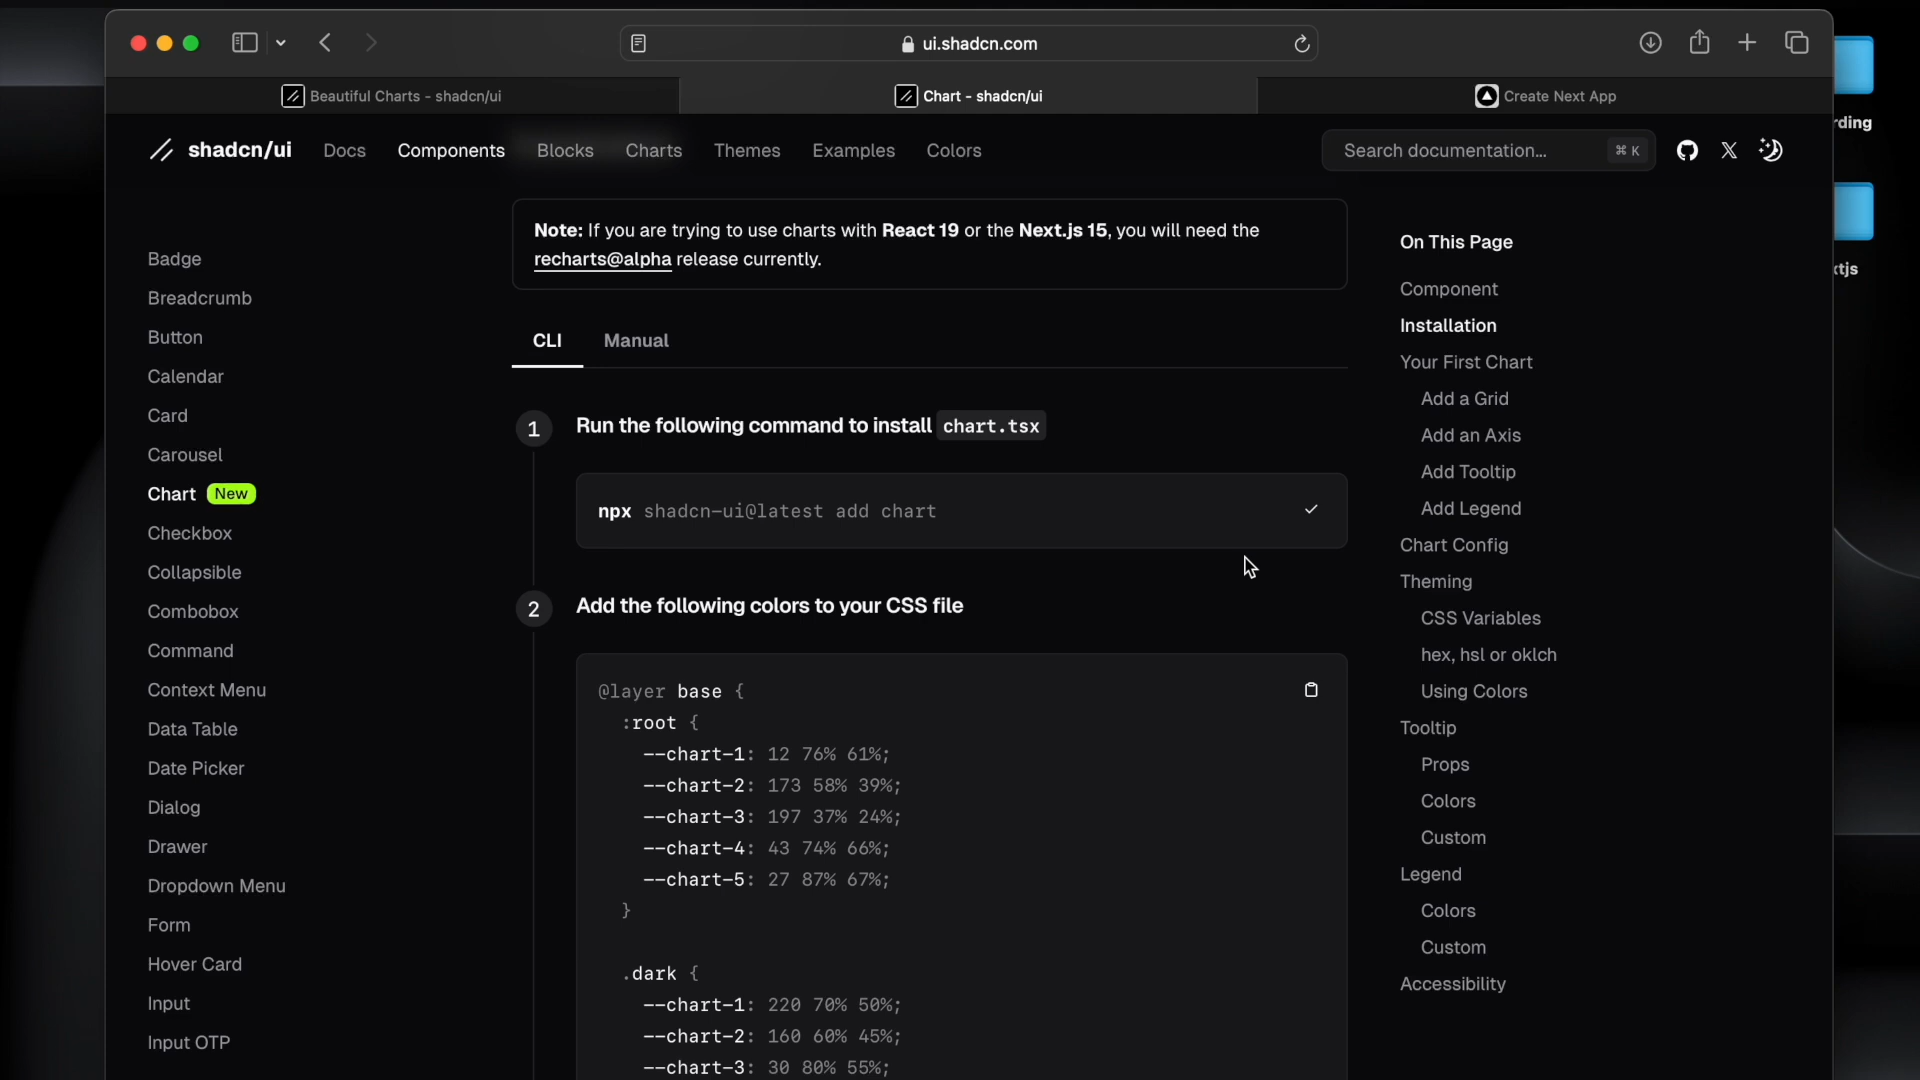 ui.shadcn.com
Beautiful Charts - shadcn/ui
Chart - shadcn/ui
Create Next App
shadcn/ui
Docs
Components
Blocks
Charts
Themes
Examples
Colors
Search documentation...
⌘ K
Badge
Breadcrumb
Button
Calendar
Card
Carousel
Chart New
Checkbox
Collapsible
Combobox
Command
Context Menu
Data Table
Date Picker
Dialog
Drawer
Dropdown Menu
Form
Hover Card
Input
Input OTP
Note: If you are trying to use charts with React 19 or the Next.js 15, you will need the
recharts@alpha release currently.
CLI
Manual
1
Run the following command to install chart.tsx
npx shadcn-ui@latest add chart
2
Add the following colors to your CSS file
@layer base {
:root {
--chart-1: 12 76% 61%;
--chart-2: 173 58% 39%;
--chart-3: 197 37% 24%;
--chart-4: 43 74% 66%;
--chart-5: 27 87% 67%;
}
.dark {
--chart-1: 220 70% 50%;
--chart-2: 160 60% 45%;
--chart-3: 30 80% 55%;
On This Page
Component
Installation
Your First Chart
Add a Grid
Add an Axis
Add Tooltip
Add Legend
Chart Config
Theming
CSS Variables
hex, hsl or oklch
Using Colors
Tooltip
Props
Colors
Custom
Legend
Colors
Custom
Accessibility
rding
xtjs